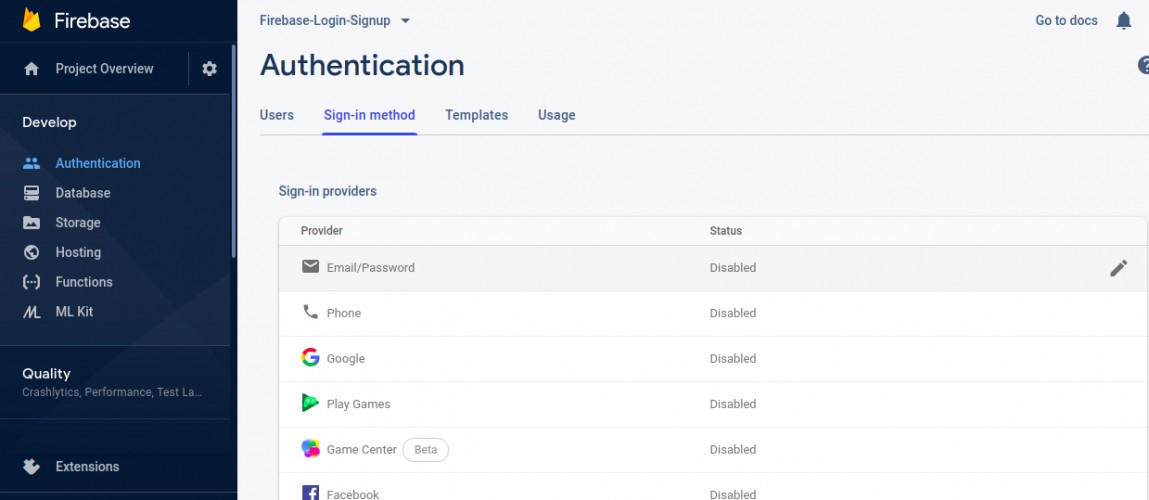 Firebase
Firebase-Login-Signup
Go to docs
Project Overview
Authentication
?
Users
Sign-in method
Templates
Usage
Develop
Authentication
Database
Storage
Hosting
Functions
ML Kit
Quality
Crashlytics, Performance, Test La...
Extensions
Sign-in providers
Provider Status
Email/Password Disabled
Phone Disabled
Google Disabled
Play Games Disabled
Game Center Beta Disabled
Facebook Disabled